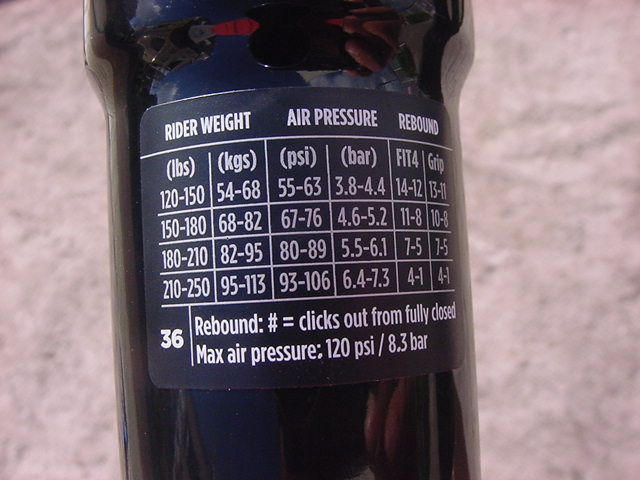 RIDER WEIGHT AIR PRESSURE REBOUND
(lbs) (kgs) (psi) (bar) FIT4 Grip
120-150 54-68 55-63 3.8-4.4 14-12 13-11
150-180 68-82 67-76 4.6-5.2 11-8 10-8
180-210 82-95 80-89 5.5-6.1 7-5 7-5
210-250 95-113 93-106 6.4-7.3 4-1 4-1
36 Rebound: # = clicks out from fully closed
Max air pressure: 120 psi / 8.3 bar